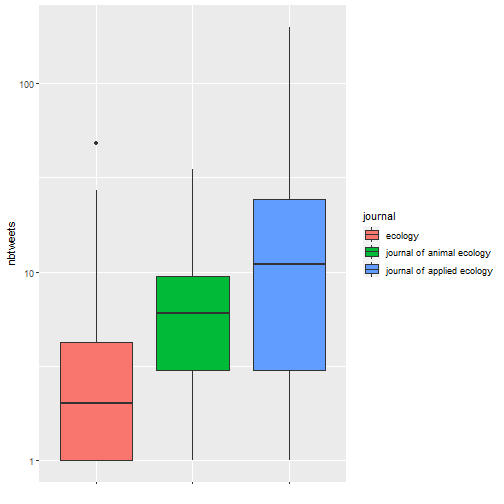 100
10
1
nbtweets
journal
ecology
journal of animal ecology
journal of applied ecology